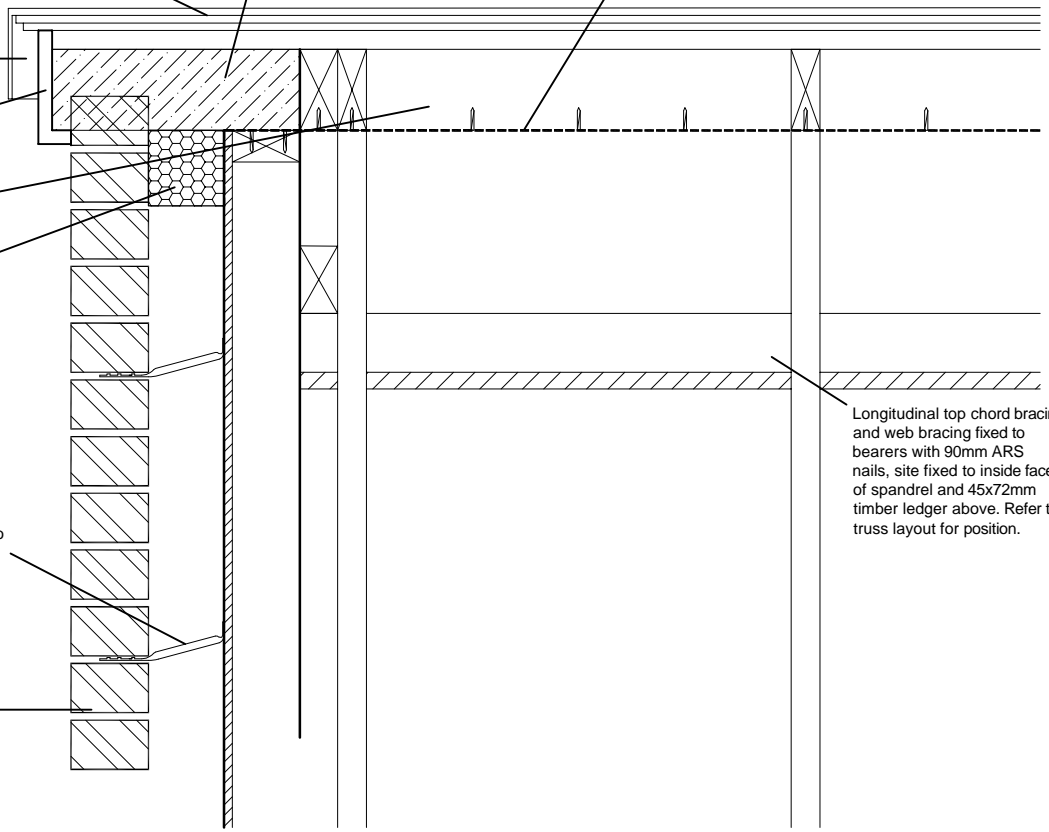 Longitudinal top chord bracin
and web bracing fixed to
bearers with 90mm ARS
nails, site fixed to inside face
of spandrel and 45x72mm
timber ledger above. Refer t
truss layout for position.